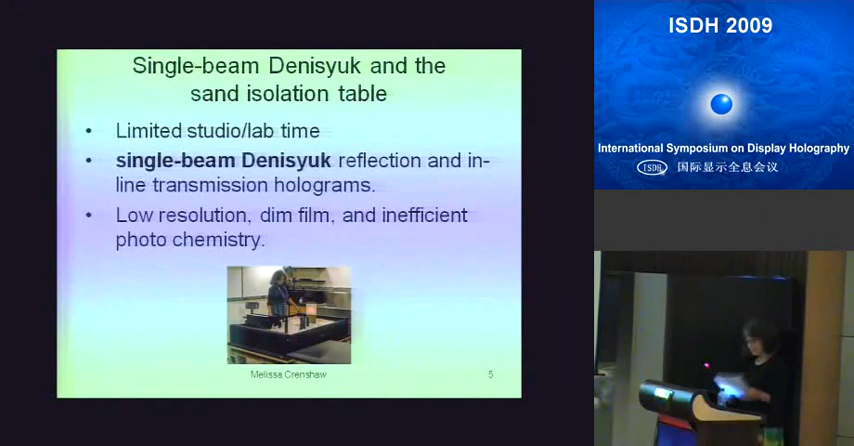 Single-beam Denisyuk and the
sand isolation table
• Limited studio/lab time
• single-beam Denisyuk reflection and in-
line transmission holograms.
• Low resolution, dim film, and inefficient
photo chemistry.
Melissa Crenshaw
5
ISDH 2009
International Symposium on Display Holography
ISDH
国际显示全息会议